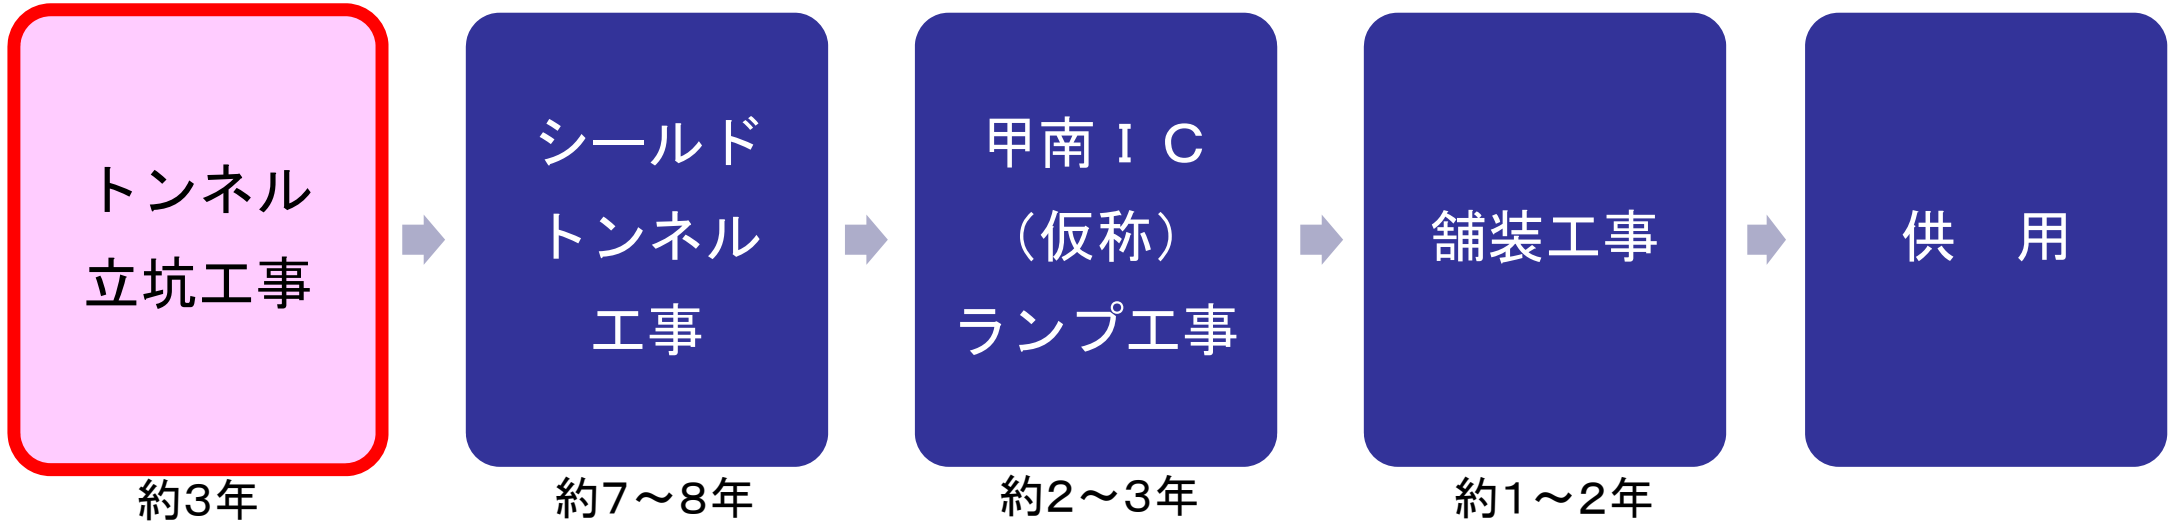 トンネル
立坑工事
約３年
シールド
トンネル
工事
約７～８年
甲南ＩＣ
（仮称）
ランプ工事
約２～３年
舗装工事
約１～２年
供　用